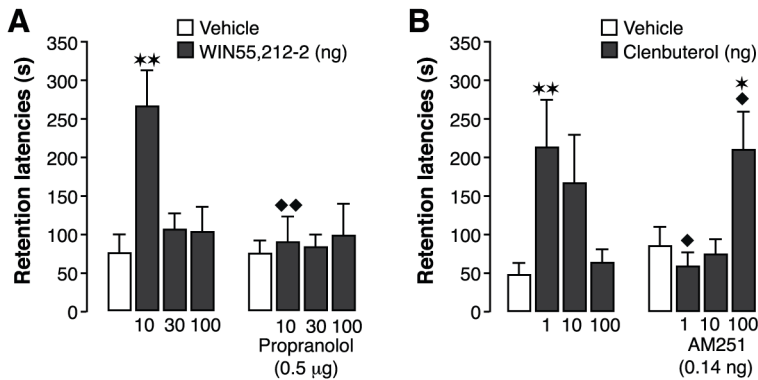 A
Vehicle
WIN55,212-2 (ng)
Retention latencies (s)
350
300
250
200
150
100
50
0
**
◆◆
10 30 100
10 30 100
Propranolol
(0.5 μg)
B
Vehicle
Clenbuterol (ng)
Retention latencies (s)
350
300
250
200
150
100
50
0
**
*
◆
◆
1 10 100
1 10 100
AM251
(0.14 ng)